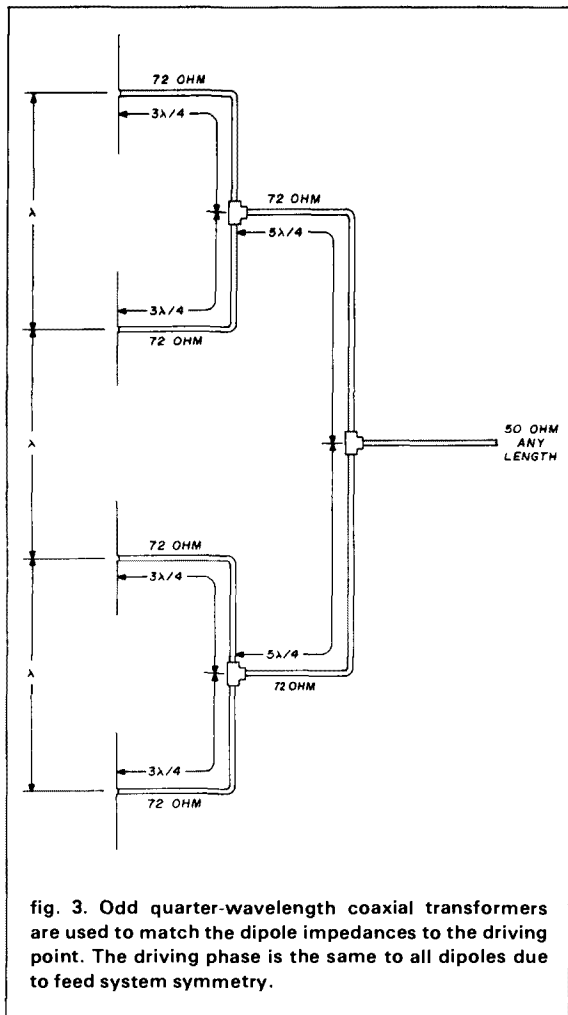 72 OHM
3λ/4
λ
72 OHM
5λ/4
3λ/4
72 OHM
λ
50 OHM
ANY
LENGTH
72 OHM
3λ/4
λ
5λ/4
72 OHM
3λ/4
72 OHM
fig. 3. Odd quarter-wavelength coaxial transformers
are used to match the dipole impedances to the driving
point. The driving phase is the same to all dipoles due
to feed system symmetry.